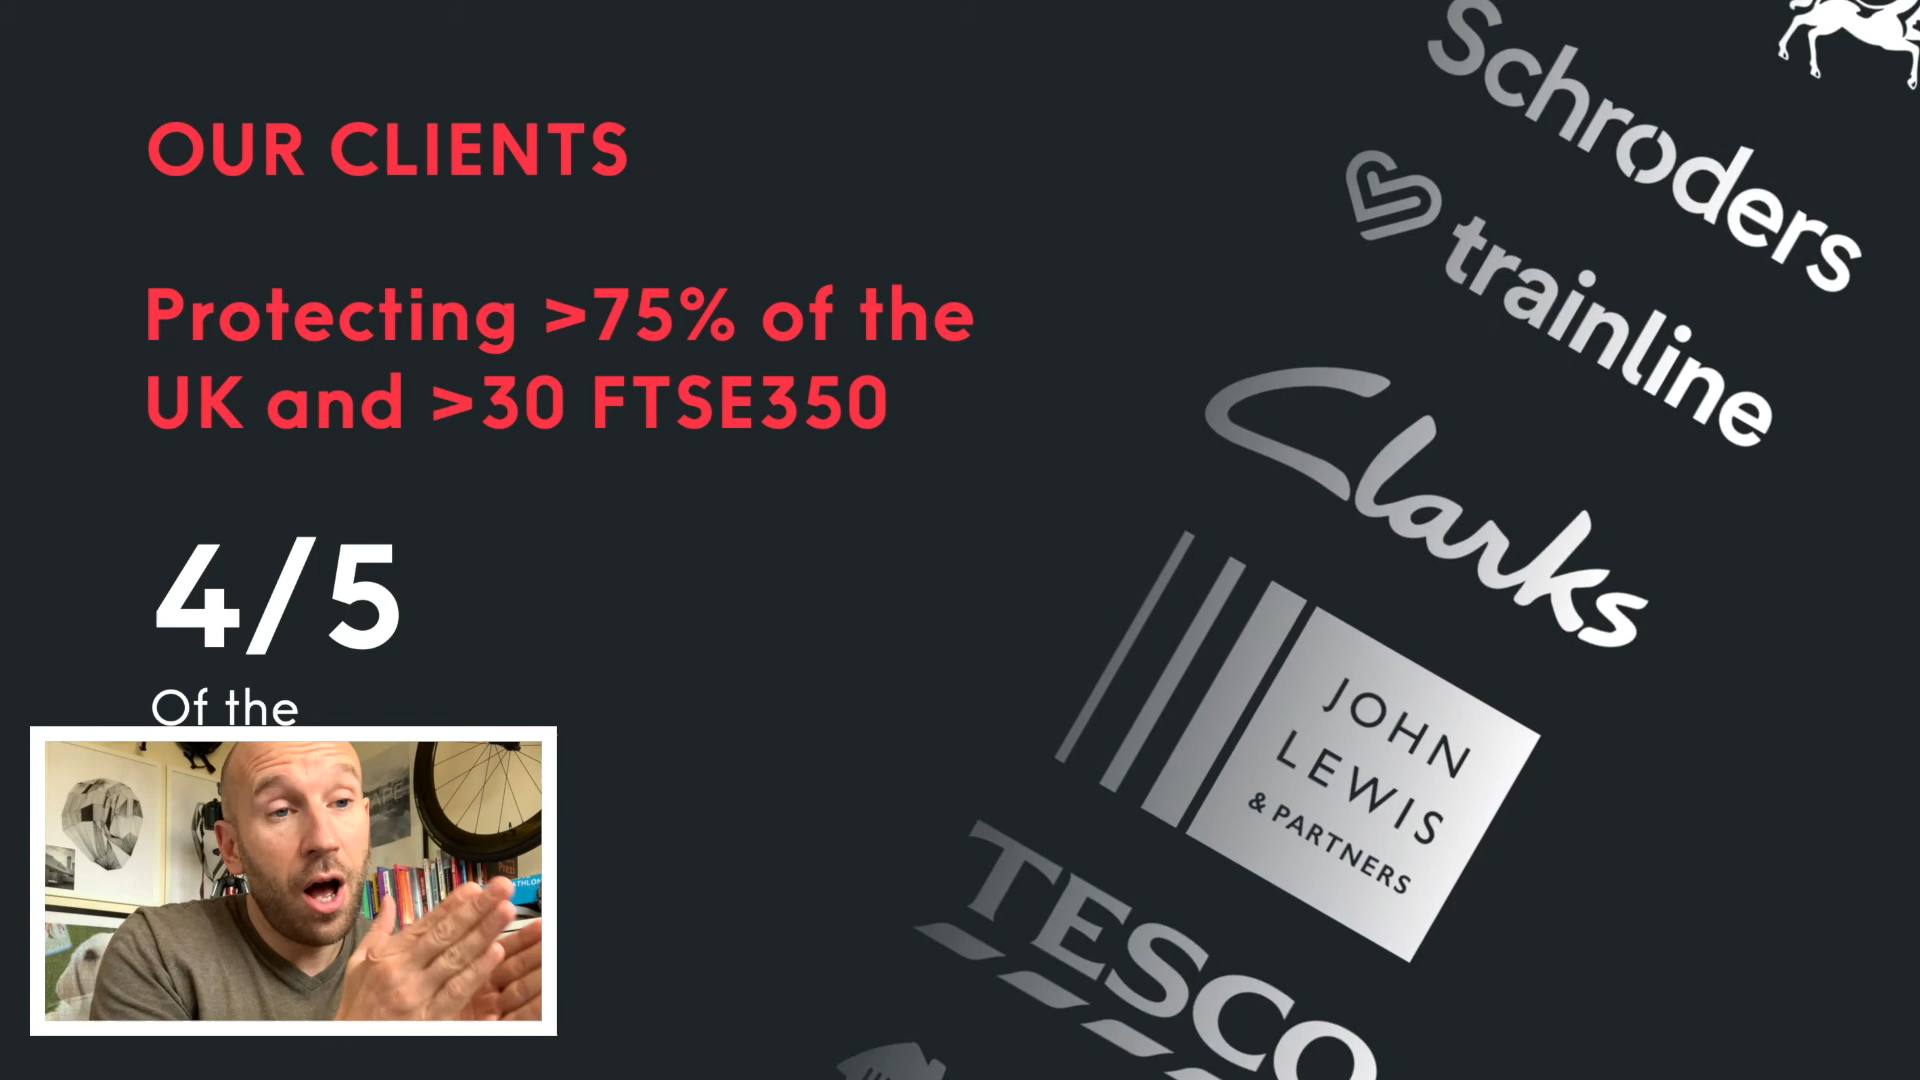 OUR CLIENTS
Protecting >75% of the
UK and >30 FTSE350
4/5
Of the
Schroders
trainline
Clarks
JOHN
LEWIS
& PARTNERS
TESCO